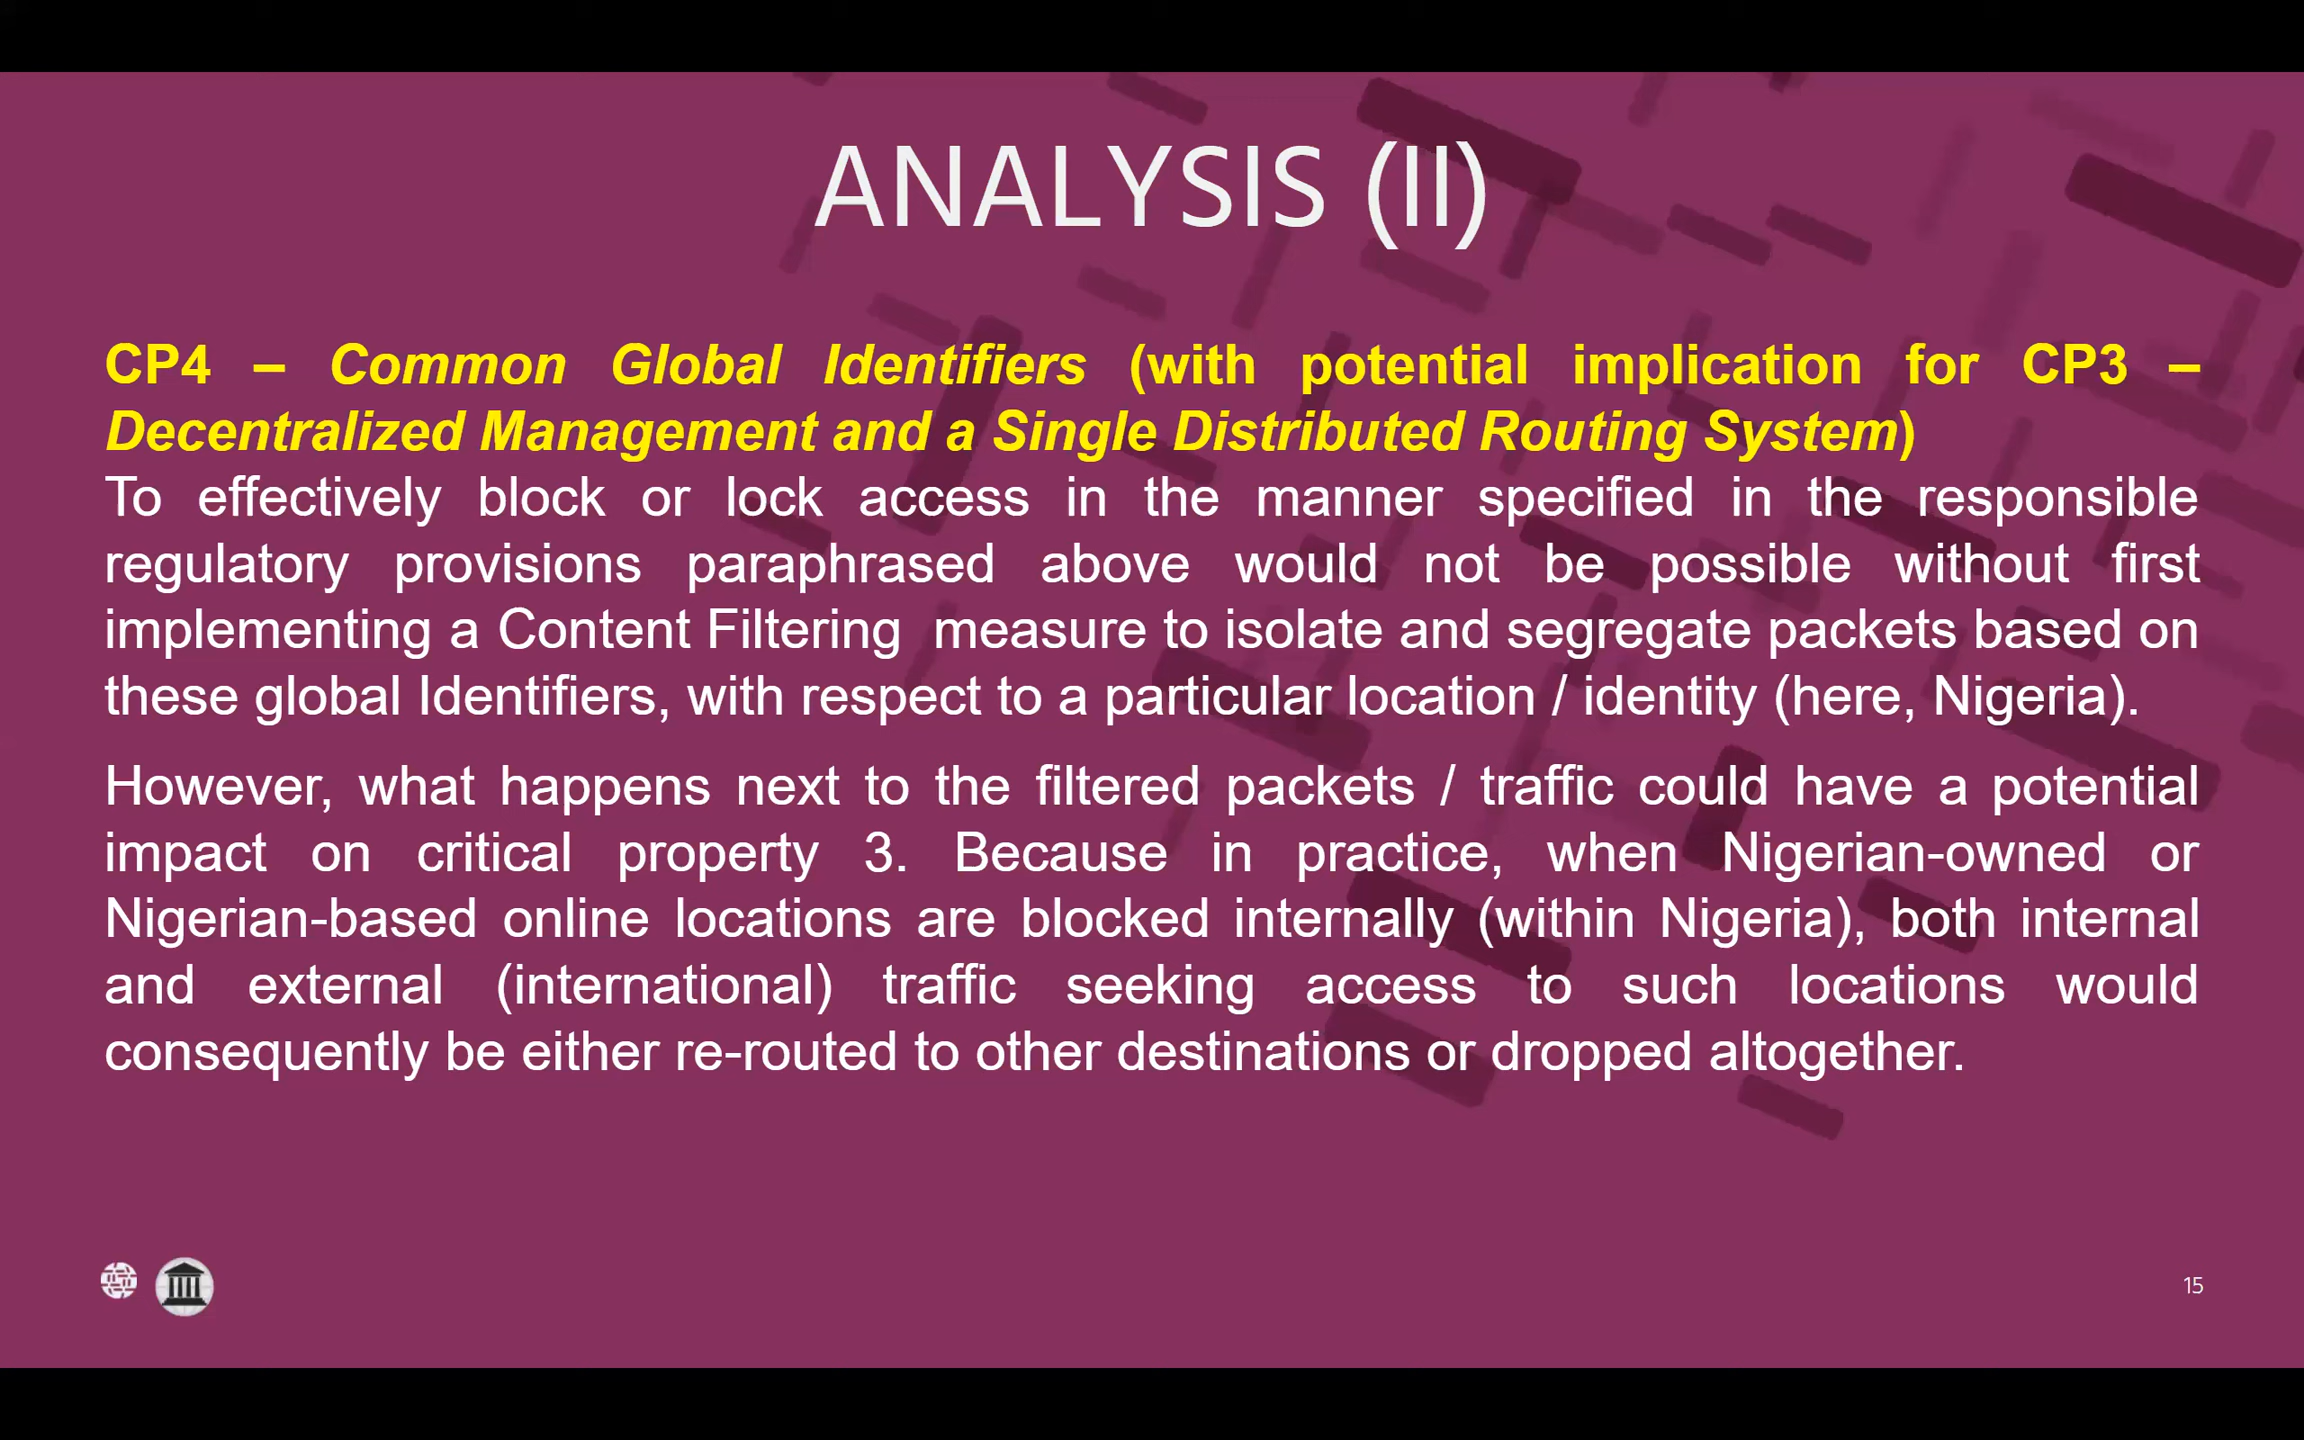 ANALYSIS (II)
CP4 – Common Global Identifiers (with potential implication for CP3 –
Decentralized Management and a Single Distributed Routing System)
To effectively block or lock access in the manner specified in the responsible
regulatory provisions paraphrased above would not be possible without first
implementing a Content Filtering measure to isolate and segregate packets based on
these global Identifiers, with respect to a particular location / identity (here, Nigeria).
However, what happens next to the filtered packets / traffic could have a potential
impact on critical property 3. Because in practice, when Nigerian-owned or
Nigerian-based online locations are blocked internally (within Nigeria), both internal
and external (international) traffic seeking access to such locations would
consequently be either re-routed to other destinations or dropped altogether.
15